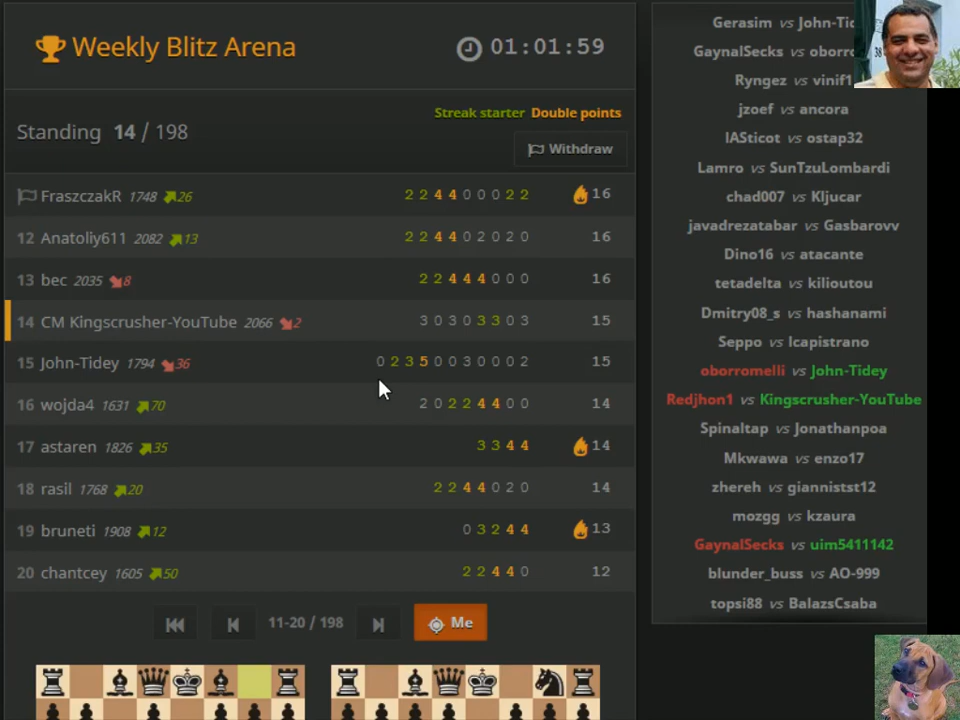 Weekly Blitz Arena
01:01:59
Standing 14 / 198
Streak starter Double points
Withdraw
FraszczakR 1748 26 2 2 4 4 0 0 0 2 2 16
12 Anatoliy611 2082 13 2 2 4 4 0 2 0 2 0 16
13 bec 2035 8 2 2 4 4 4 0 0 0 16
14 CM Kingscrusher-YouTube 2066 2 3 0 3 0 3 3 0 3 15
15 John-Tidey 1794 36 0 2 3 5 0 0 3 0 0 0 2 15
16 wojda4 1631 70 2 0 2 2 4 4 0 0 14
17 astaren 1826 35 3 3 4 4 14
18 rasil 1768 20 2 2 4 4 0 2 0 14
19 bruneti 1908 12 0 3 2 4 4 13
20 chantcey 1605 50 2 2 4 4 0 12
11-20 / 198
Me
Gerasim vs John-Tid
GaynalSecks vs oborro
Ryngez vs vinif1
jzoef vs ancora
IASticot vs ostap32
Lamro vs SunTzuLombardi
chad007 vs KIjucar
javadrezatabar vs Gasbarovv
Dino16 vs atacante
tetadelta vs kilioutou
Dmitry08_s vs hashanami
Seppo vs lcapistrano
oborromelli vs John-Tidey
Redjhon1 vs Kingscrusher-YouTube
Spinaltap vs Jonathanpoa
Mkwawa vs enzo17
zhereh vs giannistst12
mozgg vs kzaura
GaynalSecks vs uim5411142
blunder_buss vs AO-999
topsi88 vs BalazsCsaba